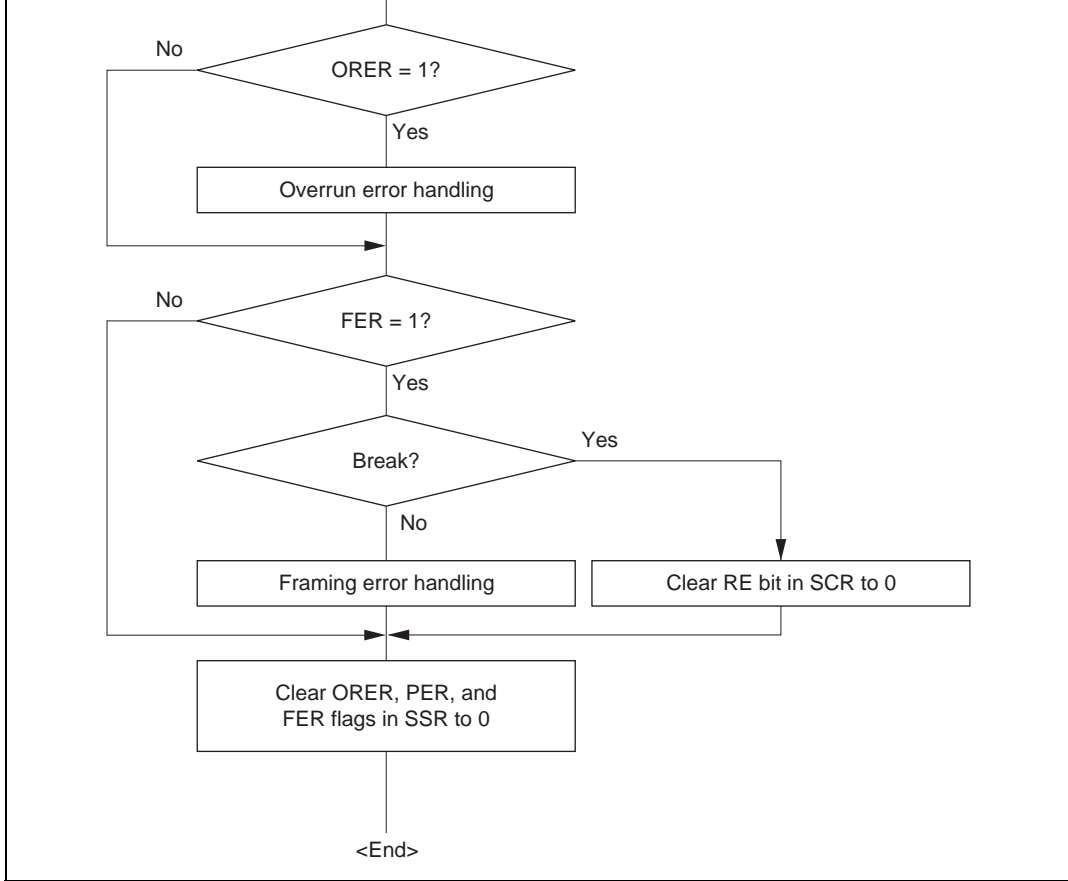 No
ORER = 1?
Yes
Overrun error handling
No
FER = 1?
Yes
Break?
Yes
No
Framing error handling
Clear RE bit in SCR to 0
Clear ORER, PER, and
FER flags in SSR to 0
<End>